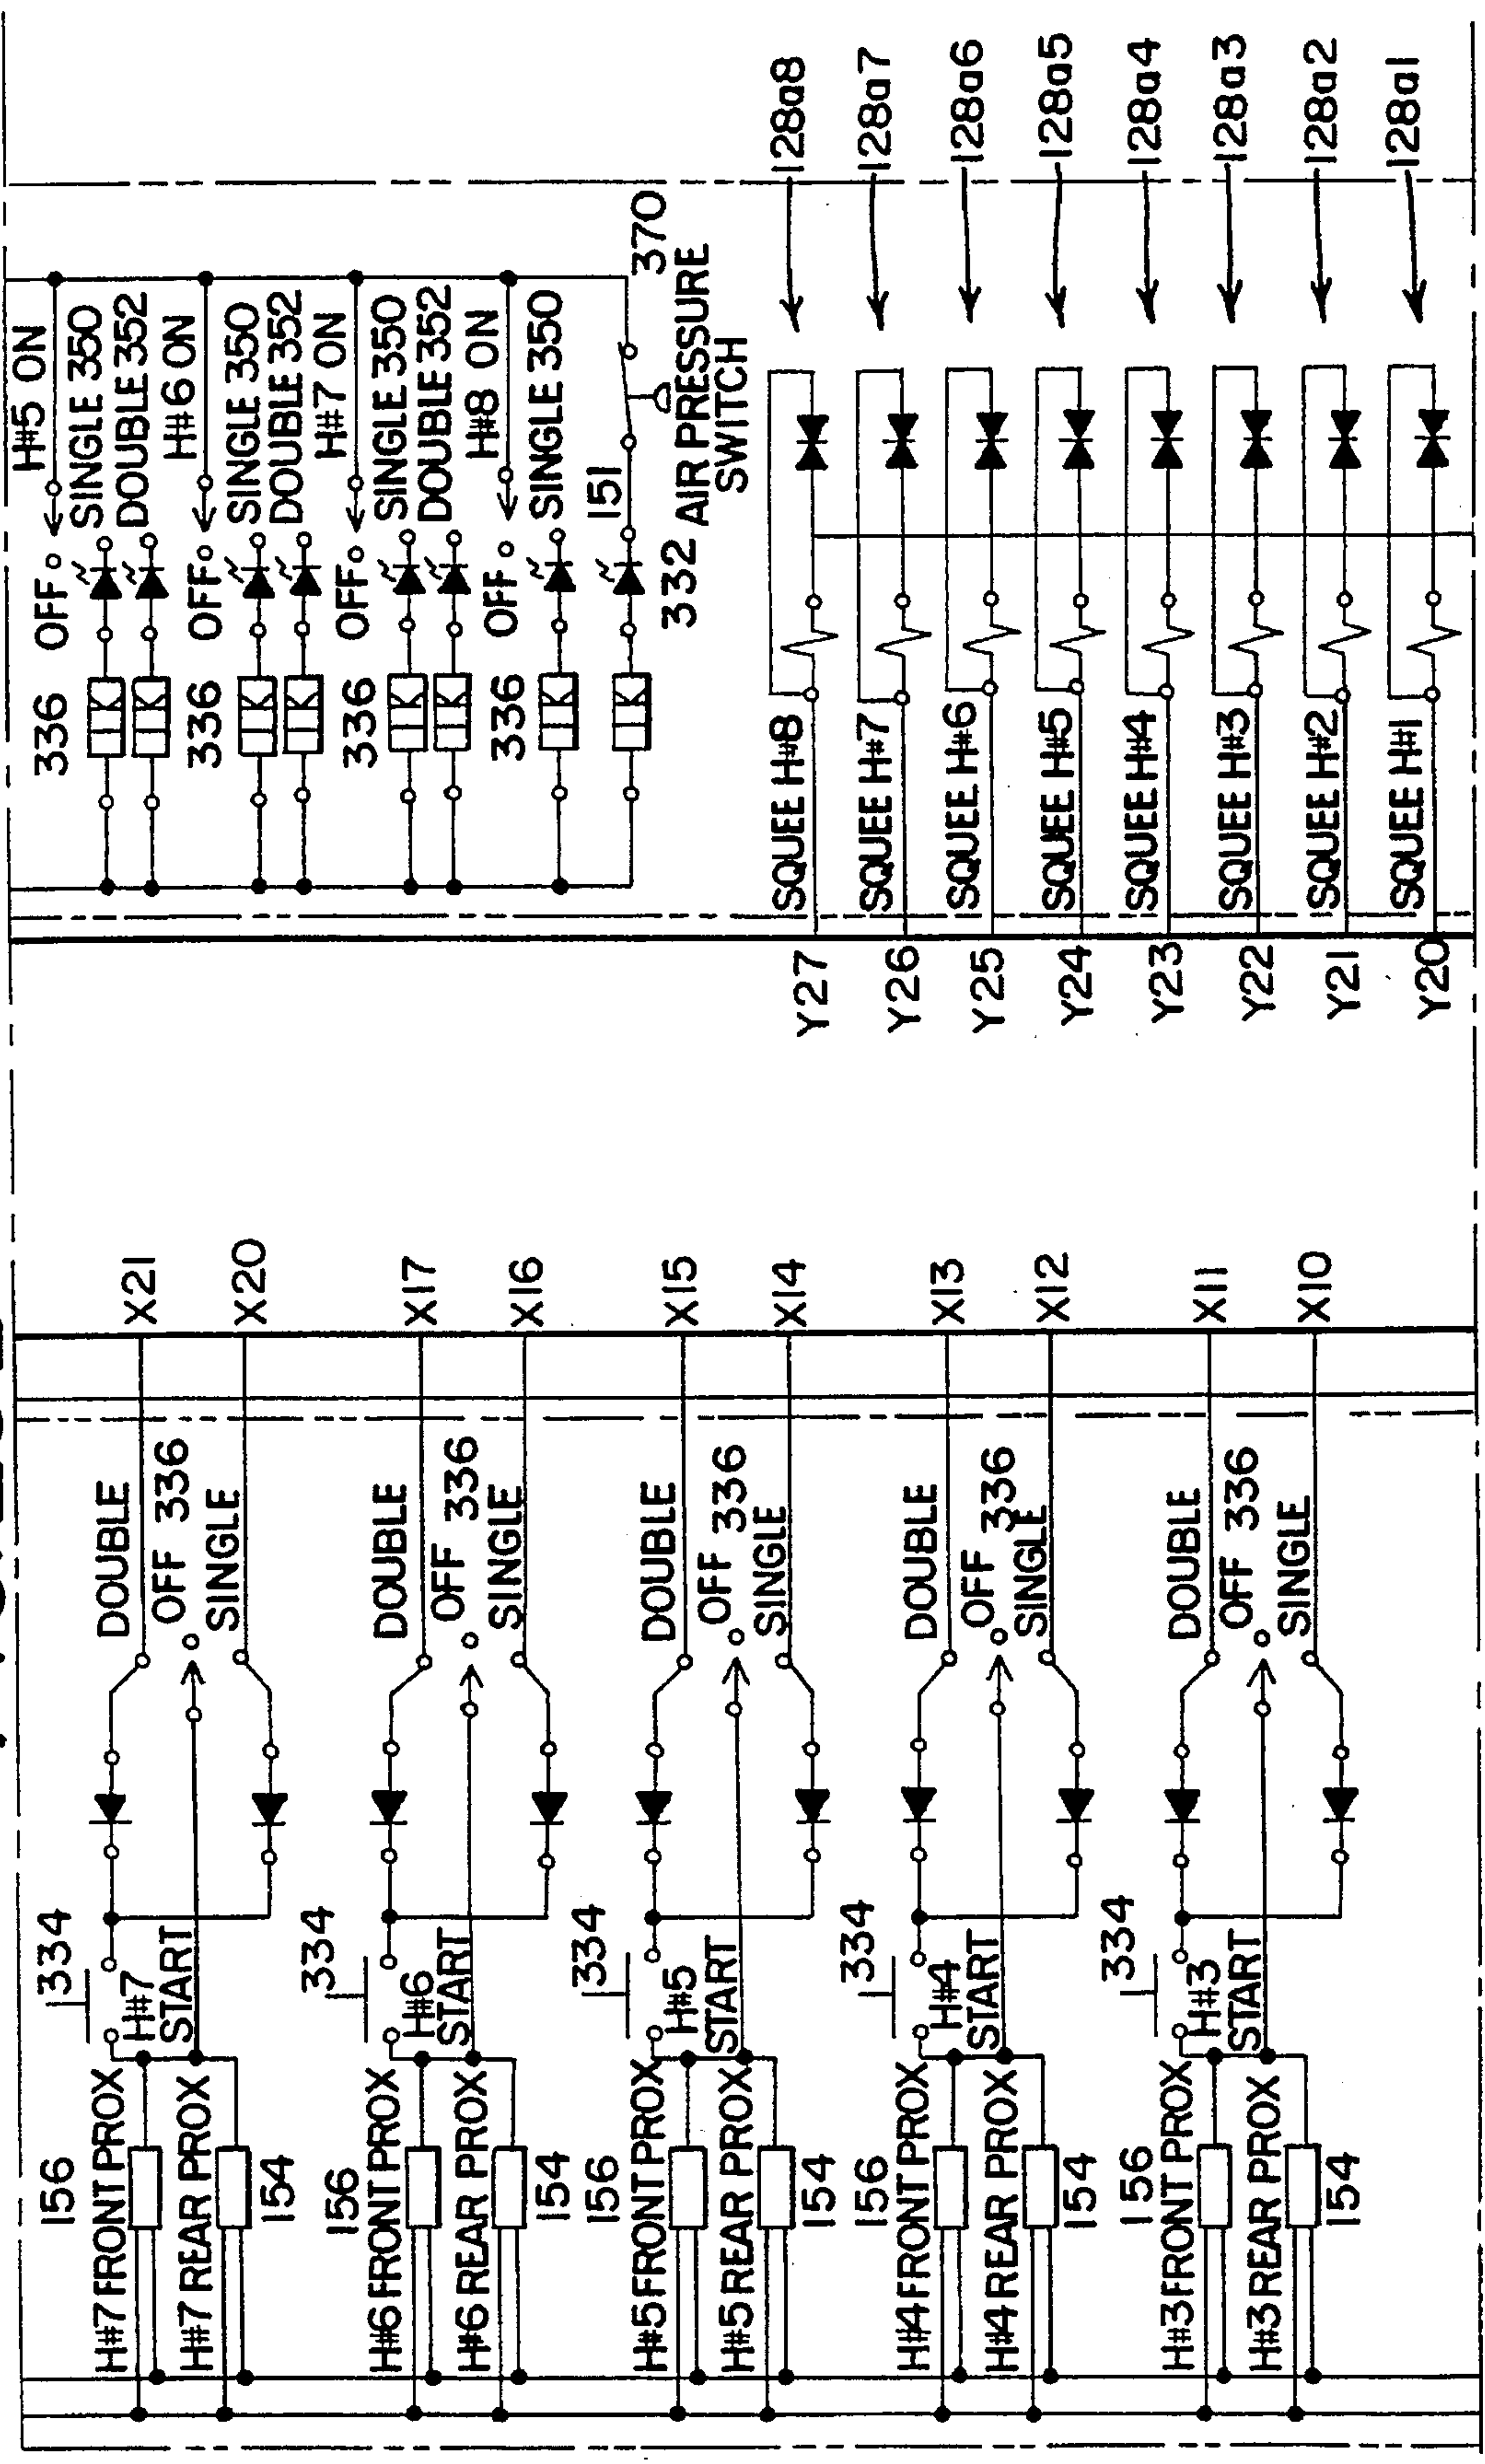 H#5 ON
336 OFF
SINGLE 350
DOUBLE 352
1K
1K
H#6 ON
336 OFF
SINGLE 350
DOUBLE 352
1K
1K
H#7 ON
336 OFF
SINGLE 350
DOUBLE 352
1K
1K
H#8 ON
336 OFF
SINGLE 350
1K
151
1K
370
332 AIR PRESSURE
SWITCH
SQUEE H#8
Y27
128a8
SQUEE H#7
Y26
128a7
SQUEE H#6
Y25
128a6
SQUEE H#5
Y24
128a5
SQUEE H#4
Y23
128a4
SQUEE H#3
Y22
128a3
SQUEE H#2
Y21
128a2
SQUEE H#1
Y20
128a1
156
334
H#7 FRONT PROX
H#7
START
DOUBLE
X21
OFF 336
H#7 REAR PROX
SINGLE
X20
154
156
334
H#6 FRONT PROX
H#6
START
DOUBLE
X17
OFF 336
H#6 REAR PROX
SINGLE
X16
154
156
334
H#5 FRONT PROX
H#5
START
DOUBLE
X15
OFF 336
H#5 REAR PROX
SINGLE
X14
154
156
334
H#4 FRONT PROX
H#4
START
DOUBLE
X13
OFF 336
H#4 REAR PROX
SINGLE
X12
154
156
334
H#3 FRONT PROX
H#3
START
DOUBLE
X11
OFF 336
H#3 REAR PROX
SINGLE
X10
154